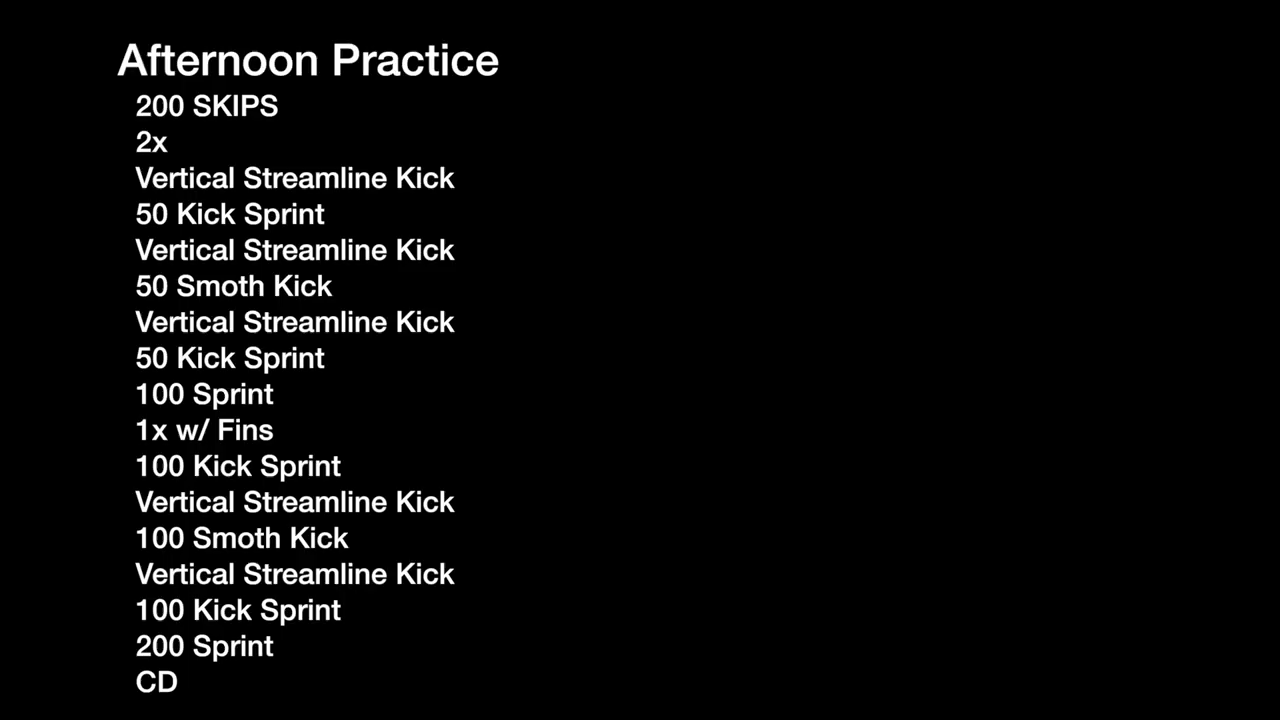 Afternoon Practice
200 SKIPS
2x
Vertical Streamline Kick
50 Kick Sprint
Vertical Streamline Kick
50 Smoth Kick
Vertical Streamline Kick
50 Kick Sprint
100 Sprint
1x w/ Fins
100 Kick Sprint
Vertical Streamline Kick
100 Smoth Kick
Vertical Streamline Kick
100 Kick Sprint
200 Sprint
CD